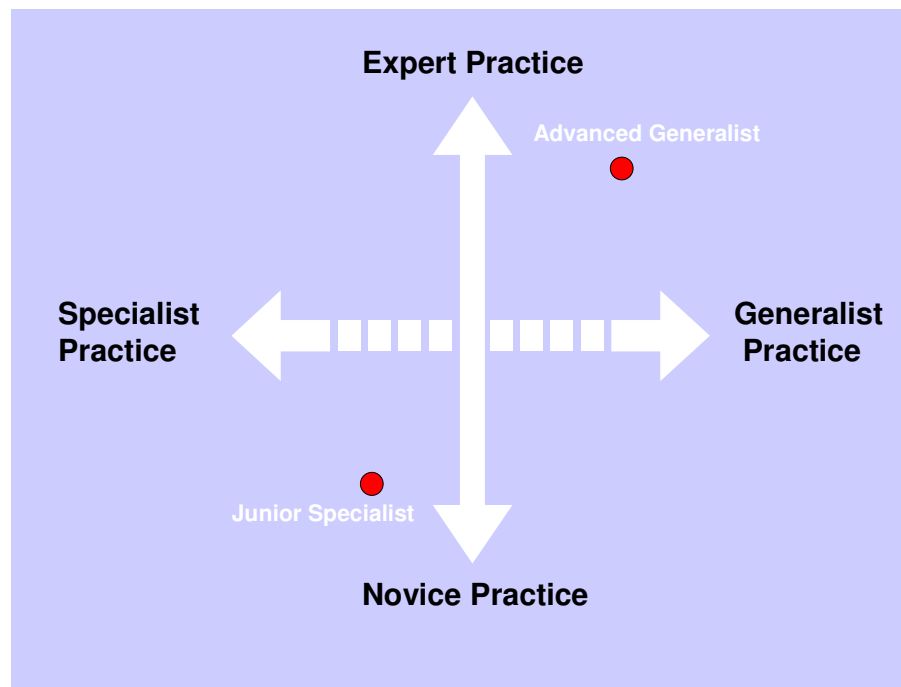 Expert Practice
Advanced Generalist
Specialist
Practice
Generalist
Practice
Junior Specialist
Novice Practice